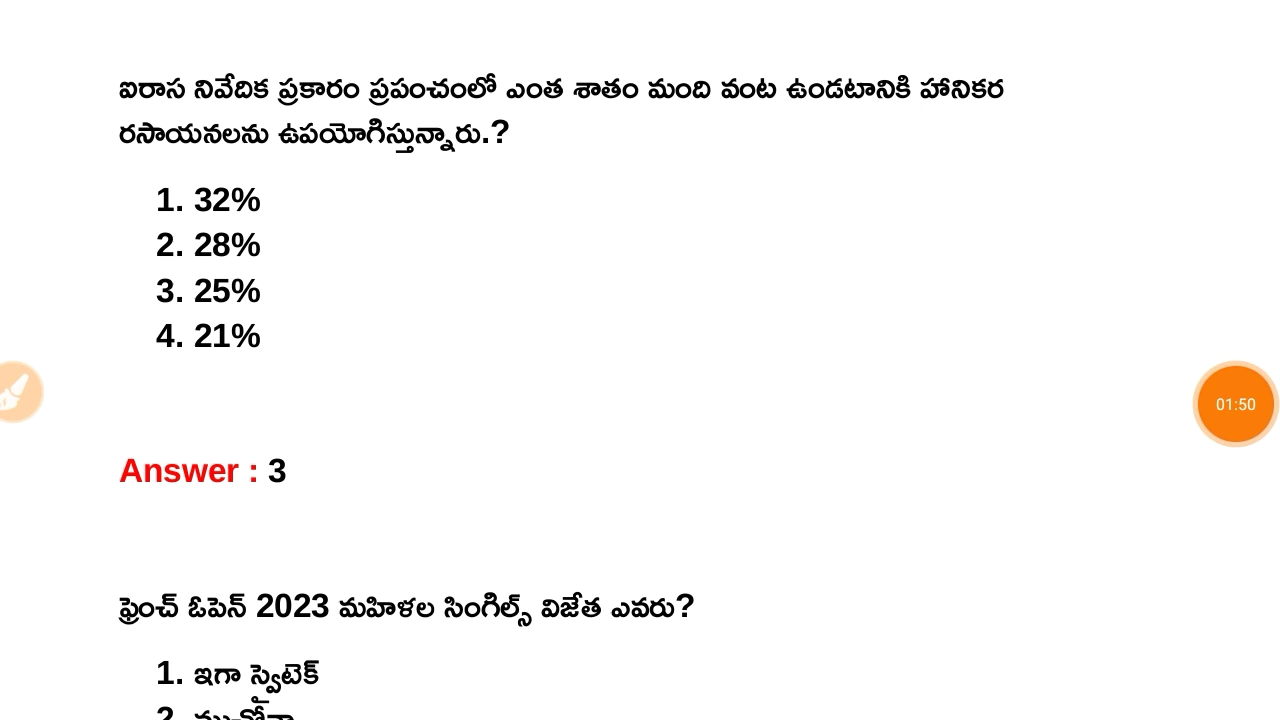 ఐరాస నివేదిక ప్రకారం ప్రపంచంలో ఎంత శాతం మంది వంట ఉండటానికి హానికర
రసాయనలను ఉపయోగిస్తున్నారు.?
1. 32%
2. 28%
3. 25%
4. 21%
01:50
Answer : 3
ఫ్రెంచ్ ఓపెన్ 2023 మహిళల సింగిల్స్ విజేత ఎవరు?
1. ఇగా స్వైటెక్
2.